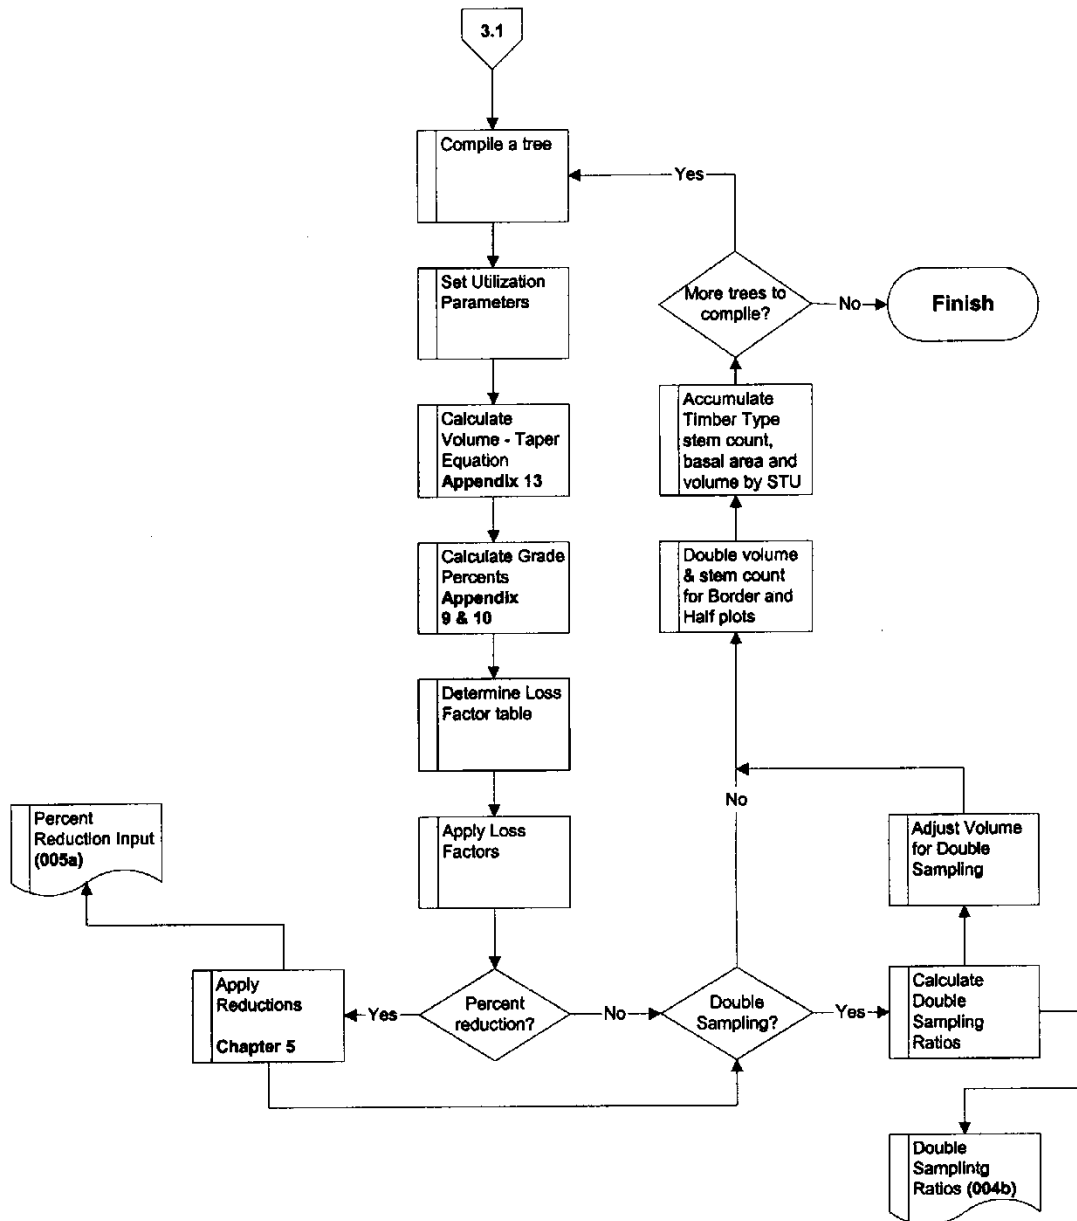 3.1
Compile a tree
Yes
Set Utilization
Parameters
More trees to
compile?
No
Finish
Calculate
Volume - Taper
Equation
Appendix 13
Accumulate
Timber Type
stem count,
basal area and
volume by STU
Calculate Grade
Percents
Appendix
9 & 10
Double volume
& stem count
for Border and
Half plots
Determine Loss
Factor table
No
Percent
Reduction Input
(005a)
Apply Loss
Factors
Adjust Volume
for Double
Sampling
Apply
Reductions
Chapter 5
Yes
Percent
reduction?
No
Double
Sampling?
Yes
Calculate
Double
Sampling
Ratios
Double
Samplintg
Ratios (004b)